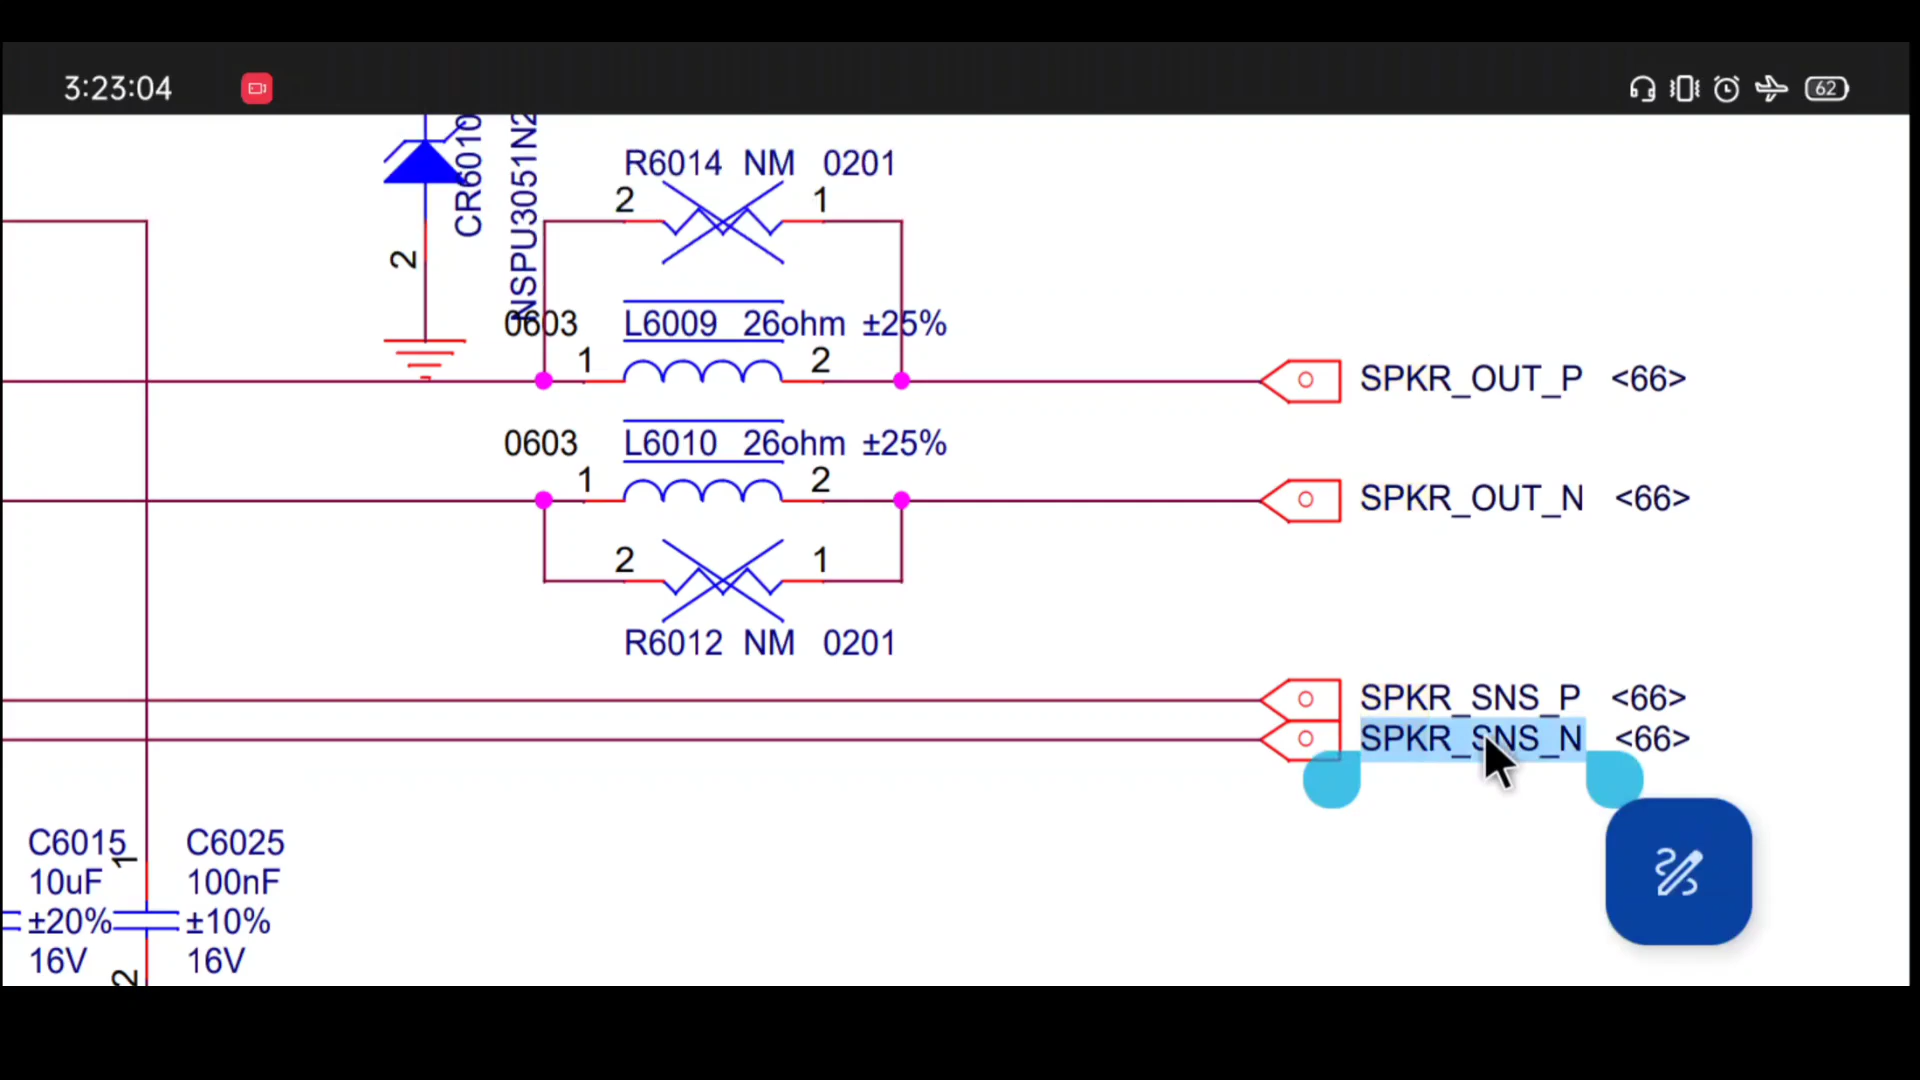 3:23:04
62
CR6010
2
NSPU3051N2
R6014 NM 0201
2 1
0603 L6009 26ohm ±25%
1 2
SPKR_OUT_P <66>
0603 L6010 26ohm ±25%
1 2
SPKR_OUT_N <66>
2 1
R6012 NM 0201
SPKR_SNS_P <66>
SPKR_SNS_N <66>
C6015 1 C6025
10uF 100nF
±20% ±10%
16V 2 16V